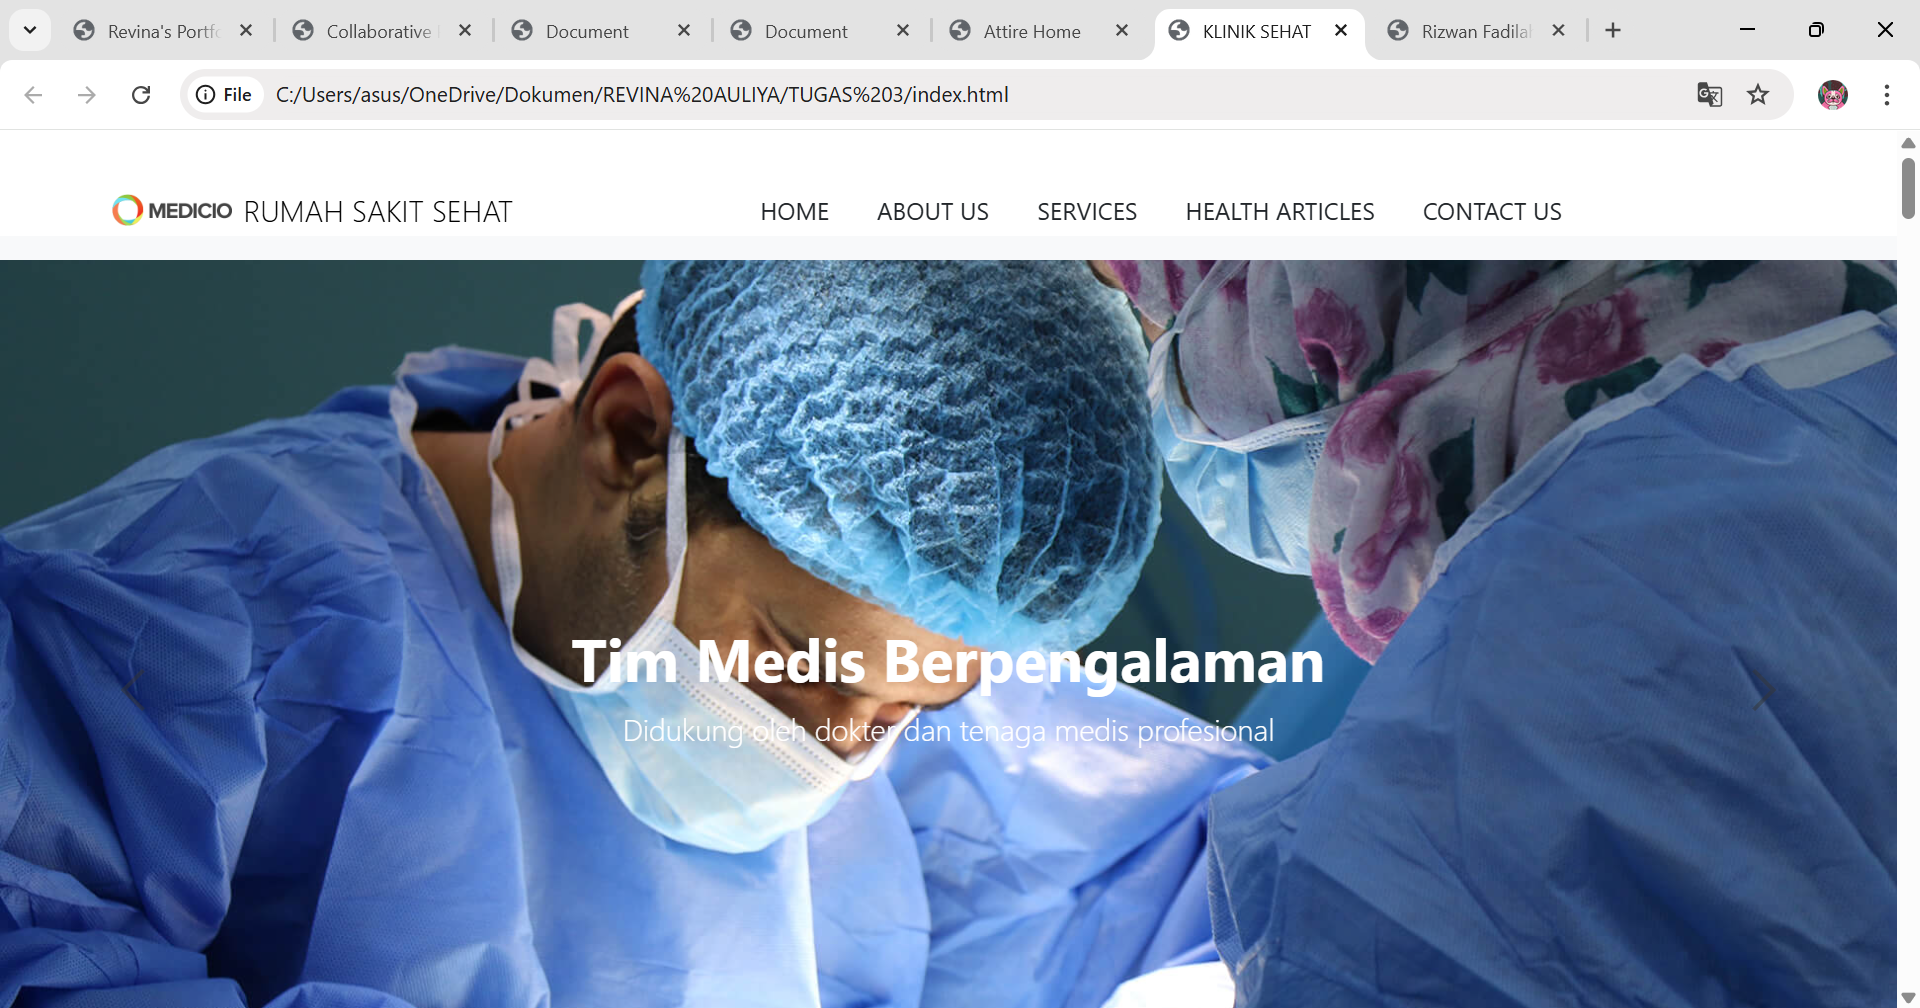 Revina's Portf
Collaborative
Document
Document
Attire Home
KLINIK SEHAT
Rizwan Fadila
File
C:/Users/asus/OneDrive/Dokumen/REVINA%20AULIYA/TUGAS%203/index.html
MEDICIO RUMAH SAKIT SEHAT
HOME
ABOUT US
SERVICES
HEALTH ARTICLES
CONTACT US
Tim Medis Berpengalaman
Didukung oleh dokter dan tenaga medis profesional